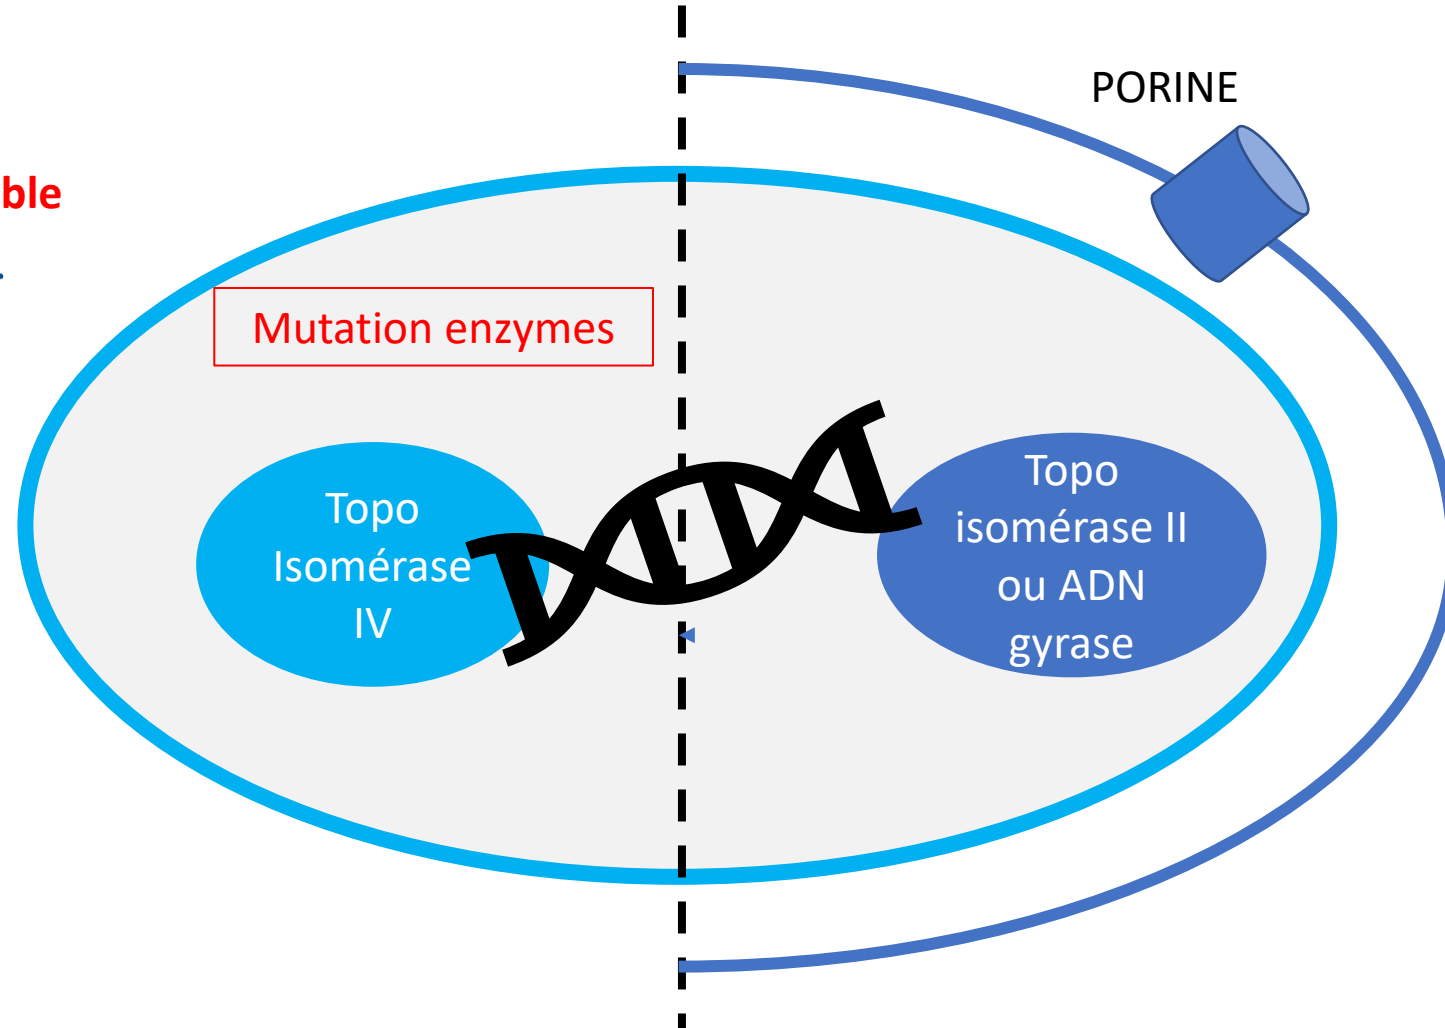 PORINE
ble
Mutation enzymes
Topo
Isomérase
IV
Topo
isomérase II
ou ADN
gyrase